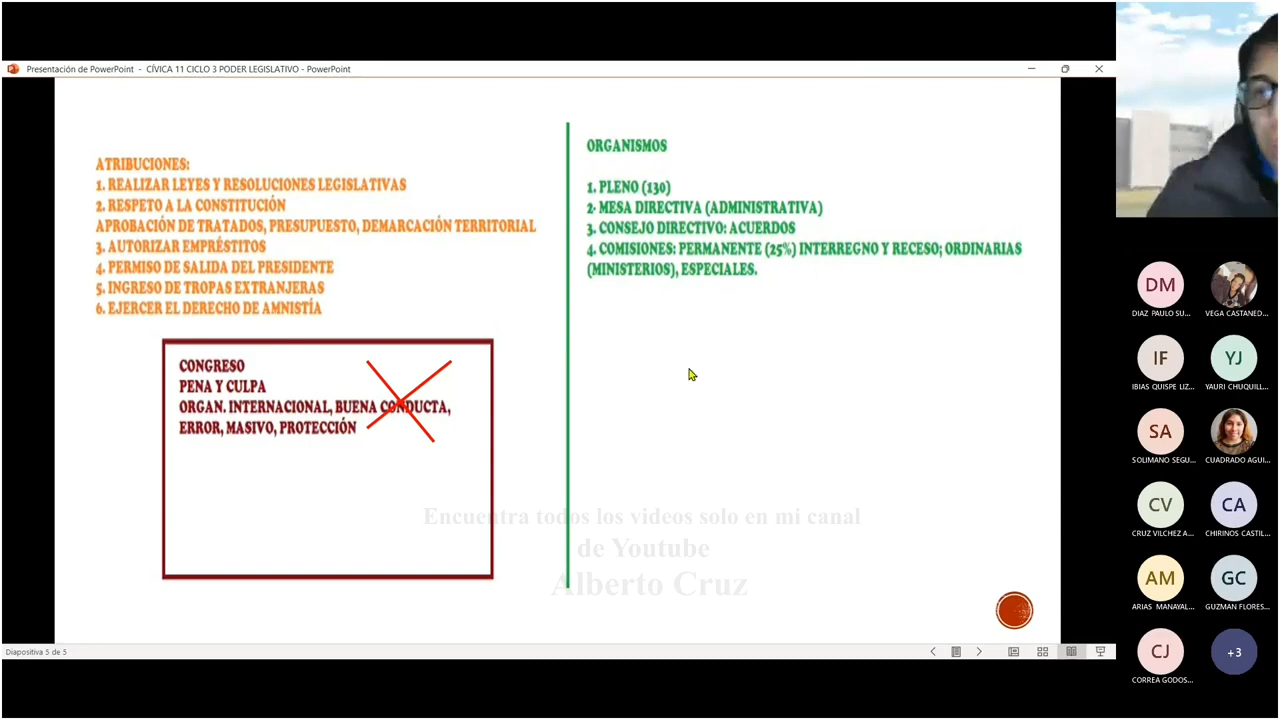 Presentación de PowerPoint - CÍVICA 11 CICLO 3 PODER LEGISLATIVO - PowerPoint
ATRIBUCIONES:
1. REALIZAR LEYES Y RESOLUCIONES LEGISLATIVAS
2. RESPETO A LA CONSTITUCIÓN
APROBACIÓN DE TRATADOS, PRESUPUESTO, DEMARCACIÓN TERRITORIAL
3. AUTORIZAR EMPRÉSTITOS
4. PERMISO DE SALIDA DEL PRESIDENTE
5. INGRESO DE TROPAS EXTRANJERAS
6. EJERCER EL DERECHO DE AMNISTÍA
CONGRESO
PENA Y CULPA
ORGAN. INTERNACIONAL, BUENA CONDUCTA,
ERROR, MASIVO, PROTECCIÓN
ORGANISMOS
1. PLENO (130)
2. MESA DIRECTIVA (ADMINISTRATIVA)
3. CONSEJO DIRECTIVO: ACUERDOS
4. COMISIONES: PERMANENTE (25%) INTERREGNO Y RECESO; ORDINARIAS
(MINISTERIOS), ESPECIALES.
Encuentra todos los videos solo en mi canal
de Youtube
Alberto Cruz
Diapositiva 5 de 5
DM
DIAZ PAULO SU...
VEGA CASTANED...
IF
IBIAS QUISPE LIZ...
YJ
YAURI CHUQUILL...
SA
SOLIMANO SEGU...
CUADRADO AGUI...
CV
CRUZ VILCHEZ A...
CA
CHIRINOS CASTIL...
AM
ARIAS MANAYAL...
GC
GUZMAN FLORES...
CJ
CORREA GODOS...
+3